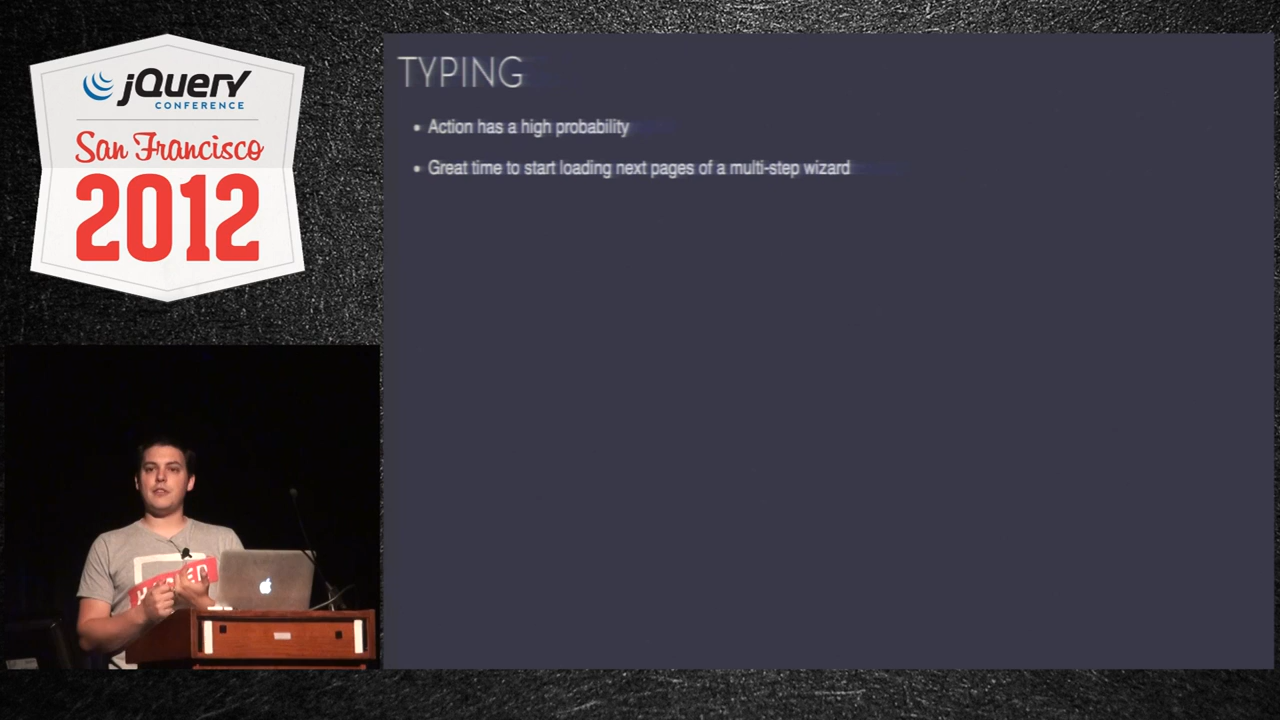 jQuery
CONFERENCE
San Francisco
2012
TYPING
• Action has a high probability
• Great time to start loading next pages of a multi-step wizard